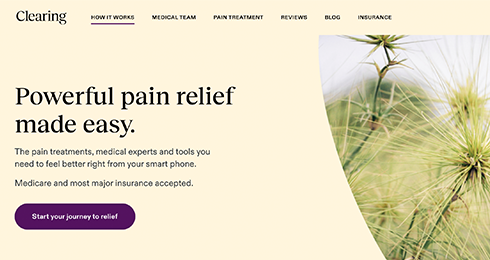 Clearing
HOW IT WORKS
MEDICAL TEAM
PAIN TREATMENT
REVIEWS
BLOG
INSURANCE
Powerful pain relief
made easy.
The pain treatments, medical experts and tools you
need to feel better right from your smart phone.
Medicare and most major insurance accepted.
Start your journey to relief